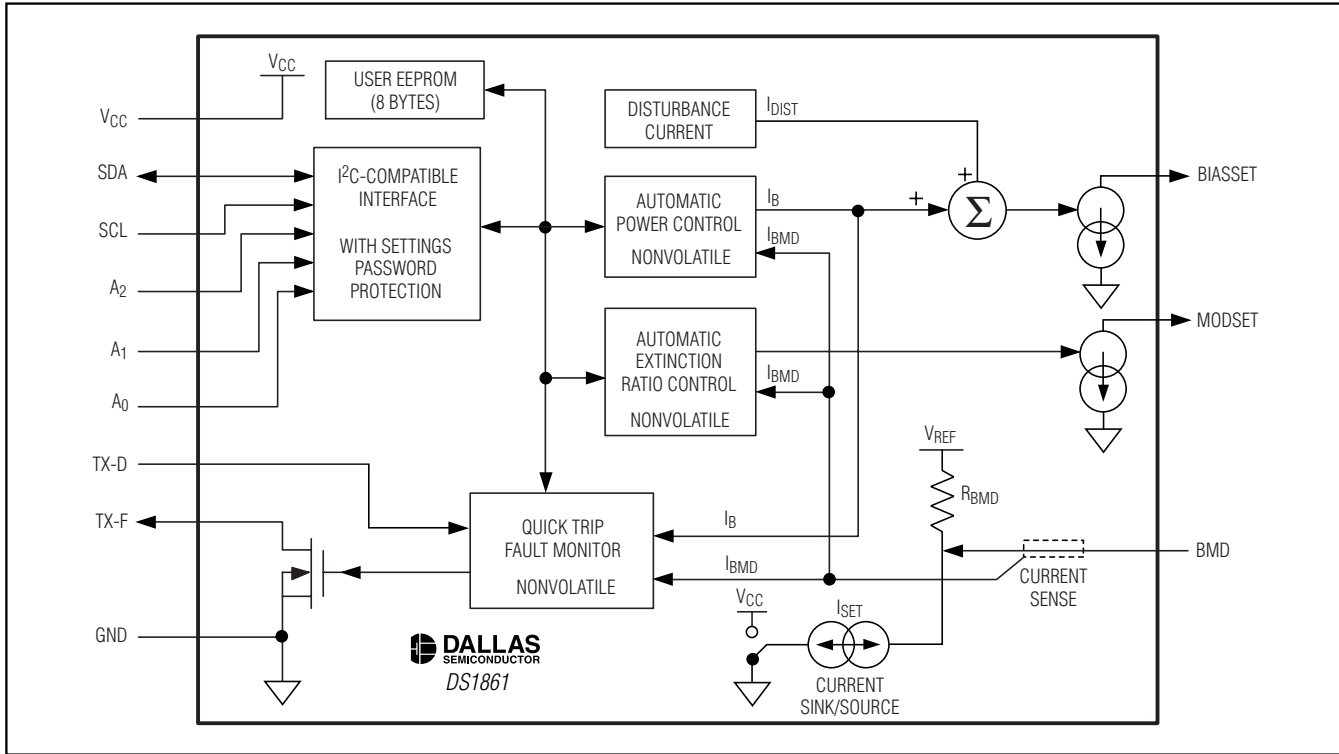 VCC
USER EEPROM
(8 BYTES)
DISTURBANCE
CURRENT
IDIST
VCC
SDA
I2C-COMPATIBLE
INTERFACE
WITH SETTINGS
PASSWORD
PROTECTION
AUTOMATIC
POWER CONTROL
NONVOLATILE
IB
IBMD
+
+
Σ
BIASSET
SCL
A2
A1
A0
AUTOMATIC
EXTINCTION
RATIO CONTROL
NONVOLATILE
IBMD
MODSET
VREF
RBMD
TX-D
TX-F
QUICK TRIP
FAULT MONITOR
NONVOLATILE
IB
IBMD
BMD
CURRENT
SENSE
VCC
ISET
GND
DALLAS
SEMICONDUCTOR
DS1861
CURRENT
SINK/SOURCE